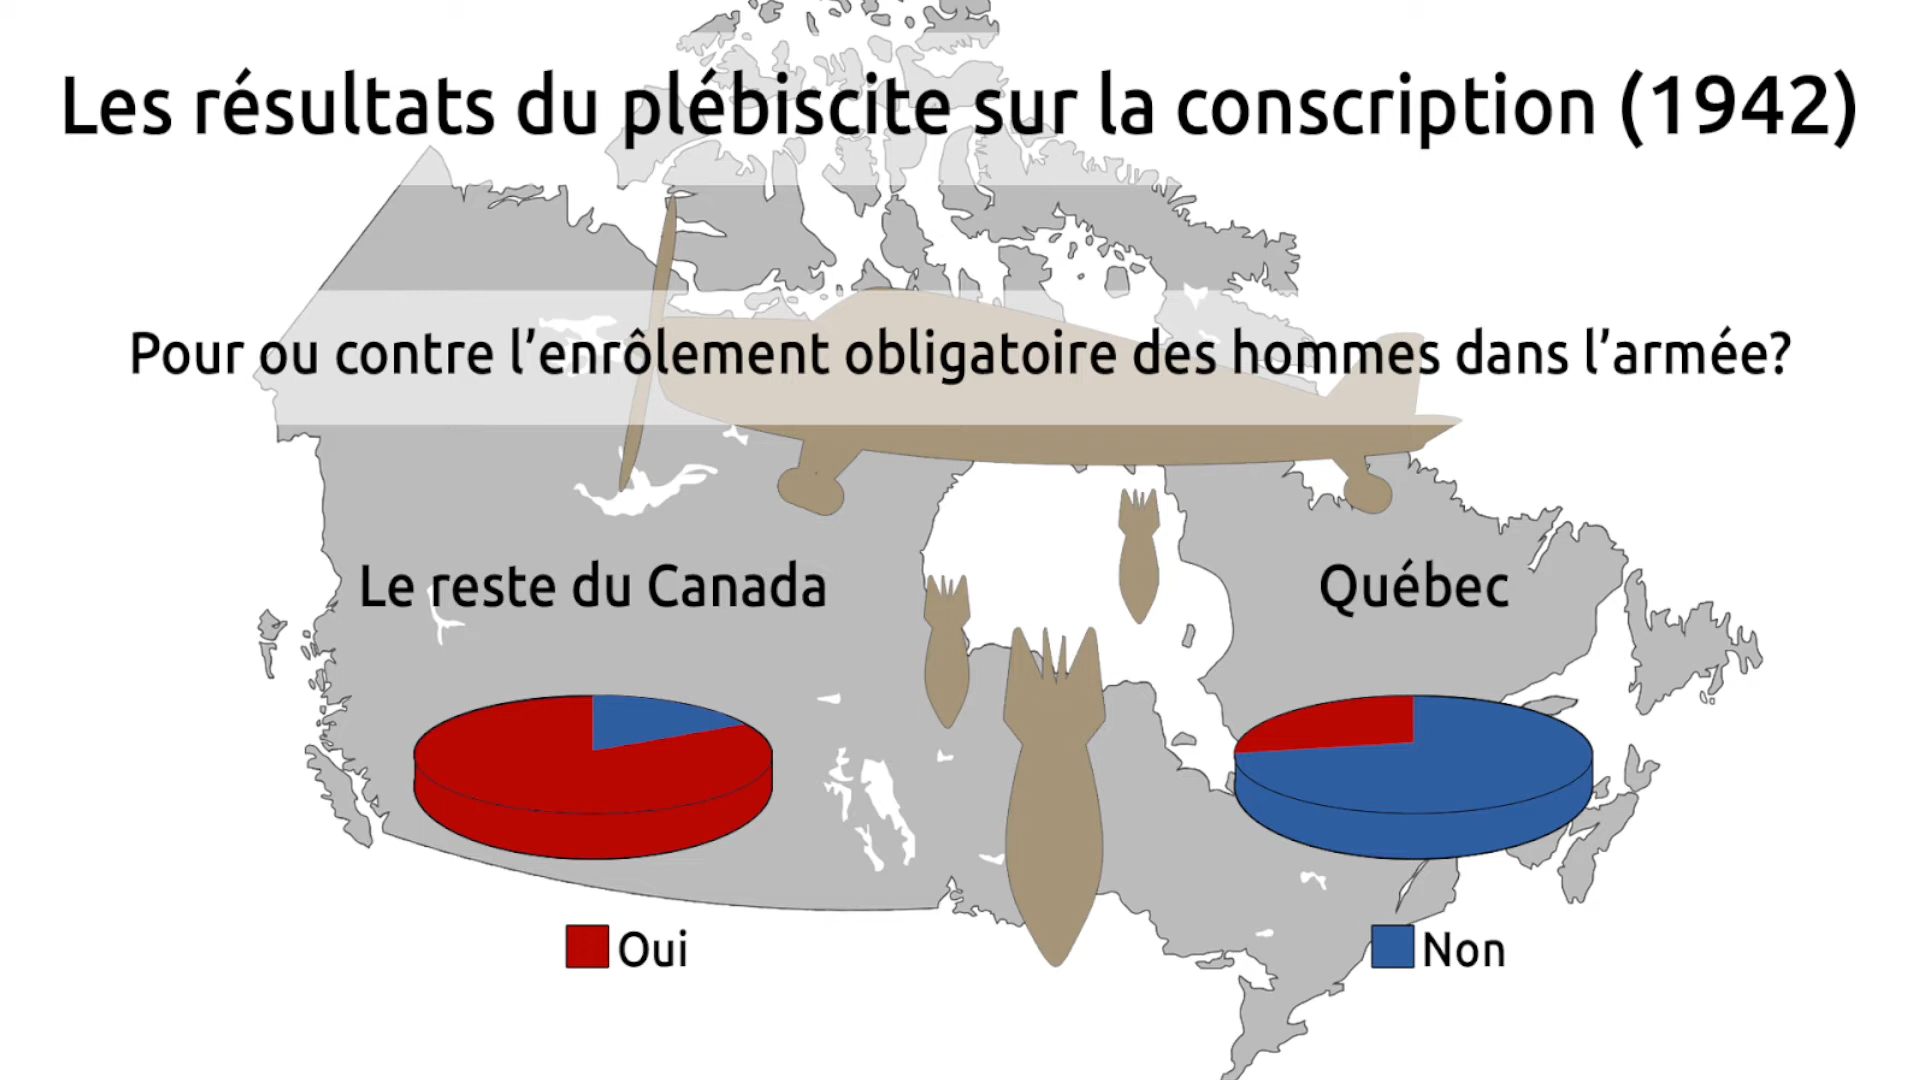 Les résultats du plébiscite sur la conscription (1942)
Pour ou contre l’enrôlement obligatoire des hommes dans l’armée?
Le reste du Canada
Québec
Oui
Non